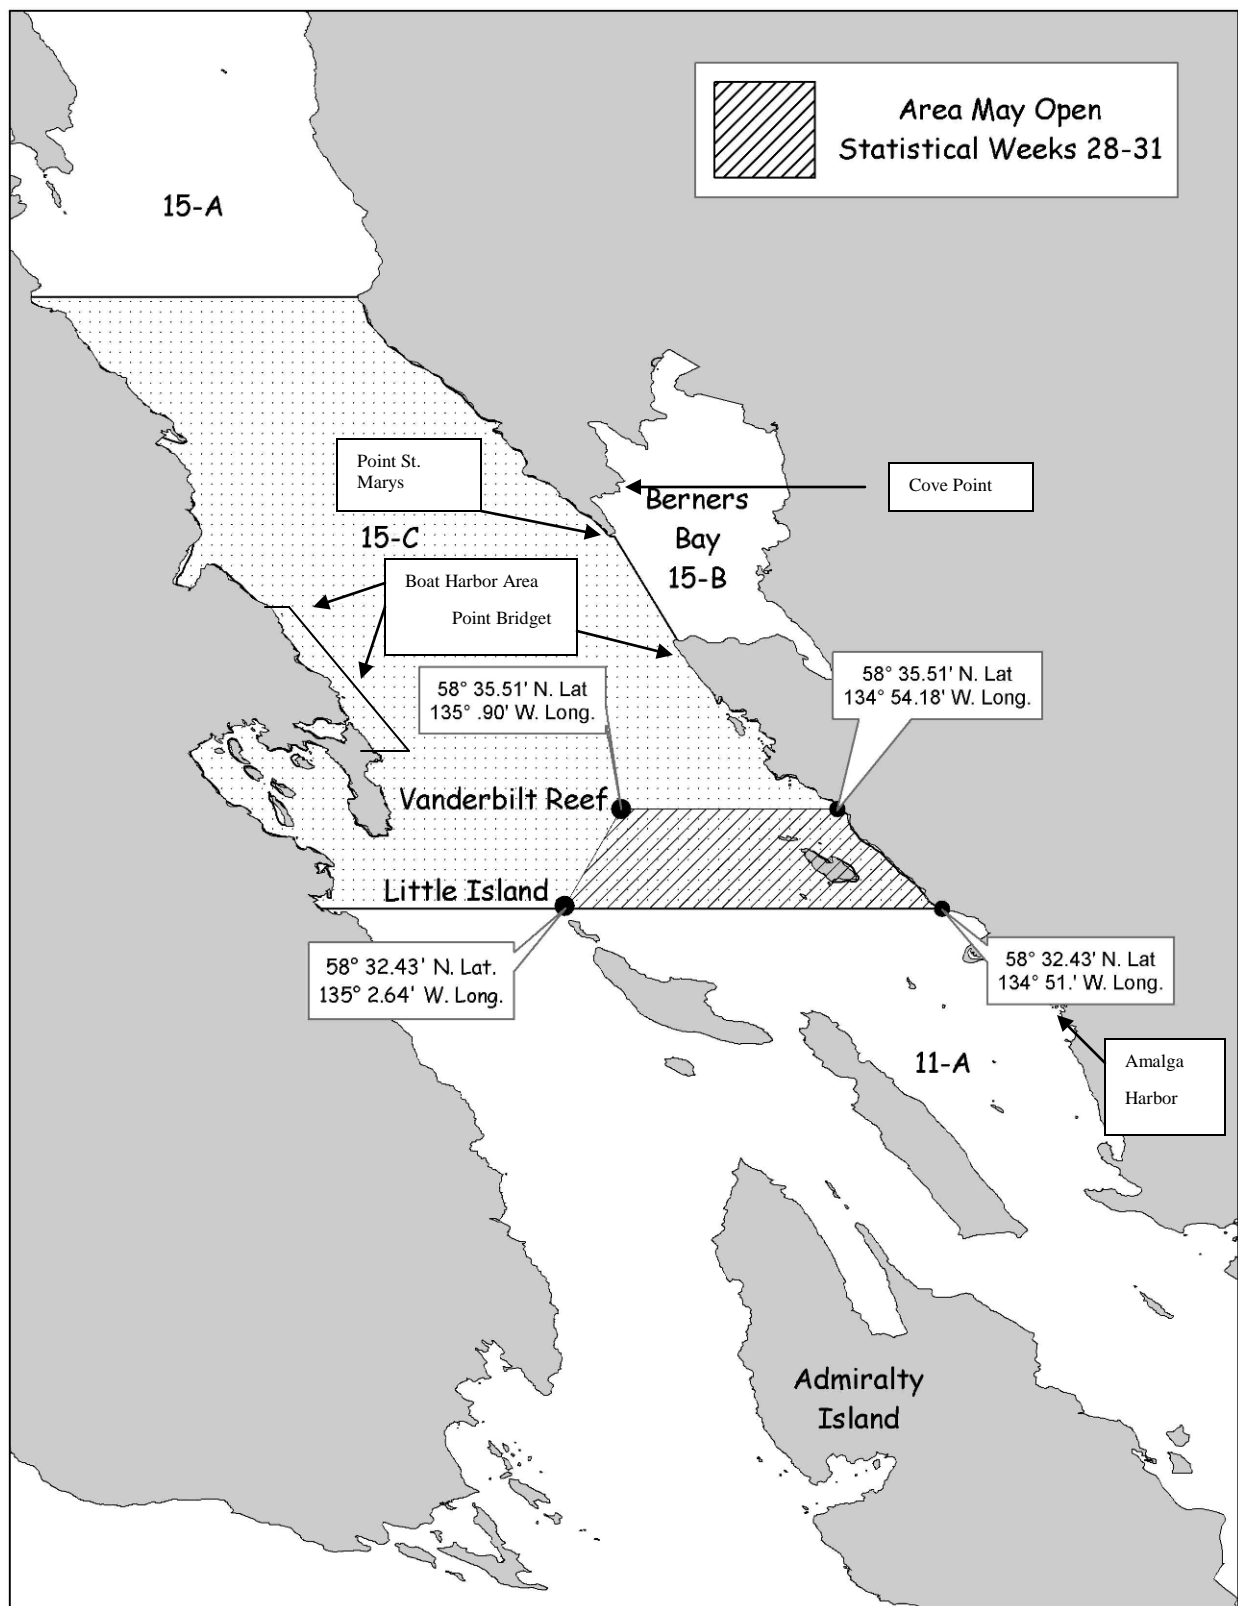 Area May Open
Statistical Weeks 28-31
15-A
Point St.
Marys
Cove Point
Berners
Bay
15-B
15-C
Boat Harbor Area
Point Bridget
58° 35.51' N. Lat
135° .90' W. Long.
58° 35.51' N. Lat
134° 54.18' W. Long.
Vanderbilt Reef
Little Island
58° 32.43' N. Lat.
135° 2.64' W. Long.
58° 32.43' N. Lat
134° 51.' W. Long.
11-A
Amalga
Harbor
Admiralty
Island